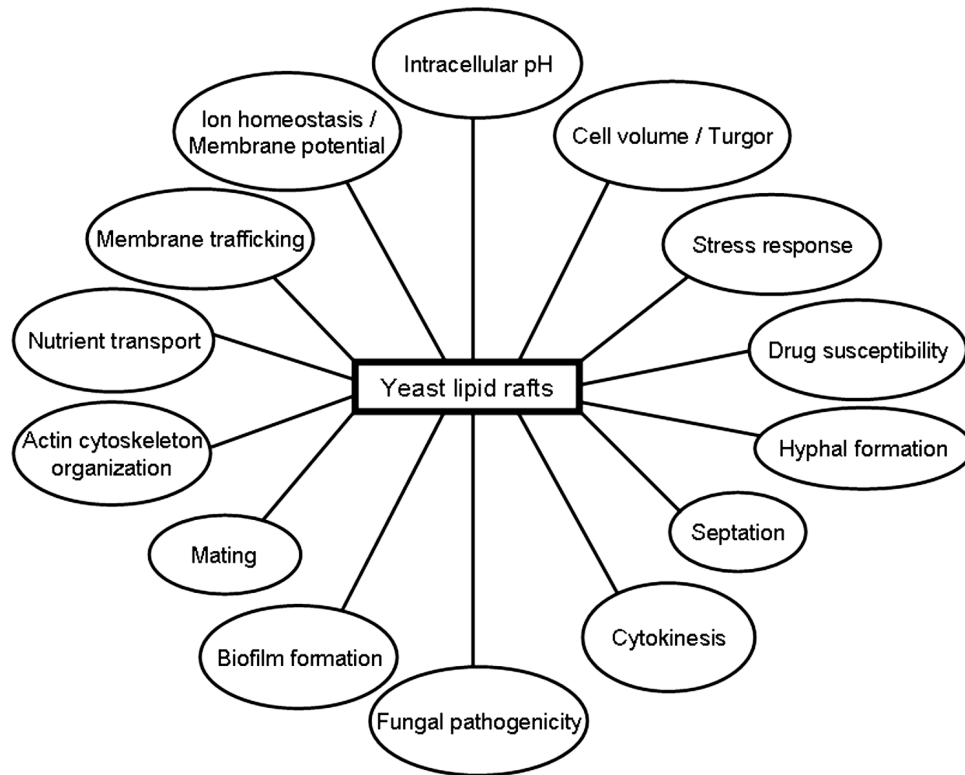 Intracellular pH
Ion homeostasis /
Membrane potential
Cell volume / Turgor
Membrane trafficking
Stress response
Nutrient transport
Drug susceptibility
Yeast lipid rafts
Actin cytoskeleton
organization
Hyphal formation
Mating
Septation
Biofilm formation
Cytokinesis
Fungal pathogenicity